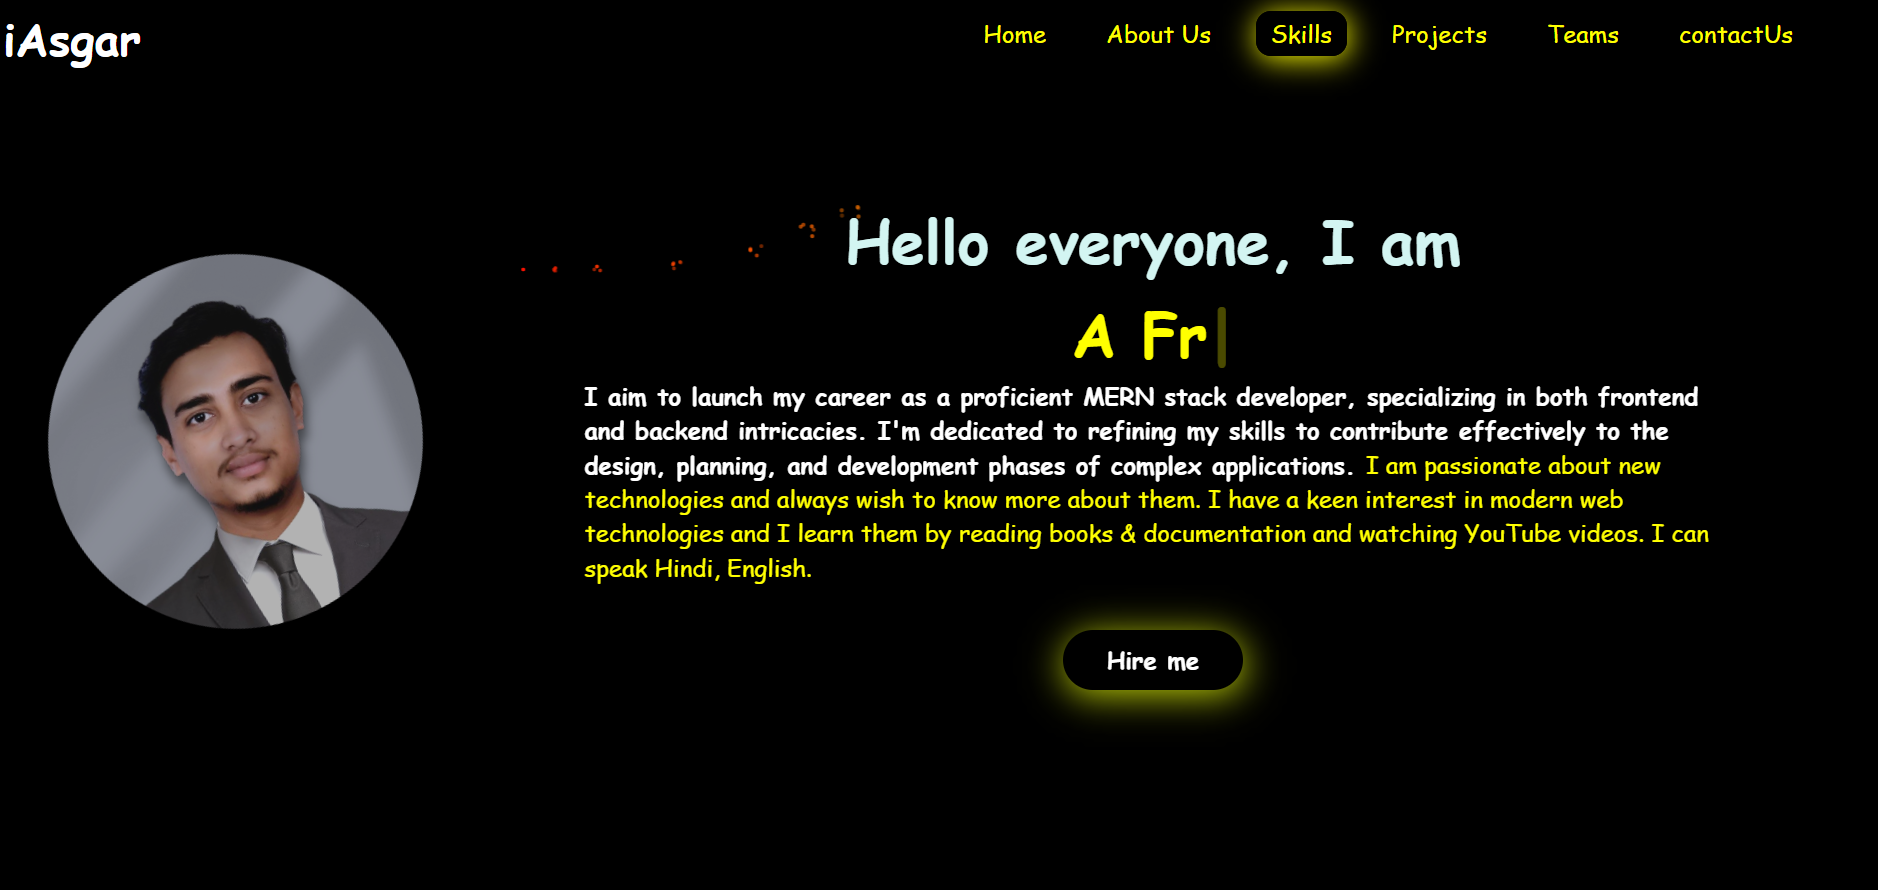 iAsgar
Home About Us Skills Projects Teams contactUs
Hello everyone, I am
A Fr
I aim to launch my career as a proficient MERN stack developer, specializing in both frontend
and backend intricacies. I'm dedicated to refining my skills to contribute effectively to the
design, planning, and development phases of complex applications. I am passionate about new
technologies and always wish to know more about them. I have a keen interest in modern web
technologies and I learn them by reading books & documentation and watching YouTube videos. I can
speak Hindi, English.
Hire me